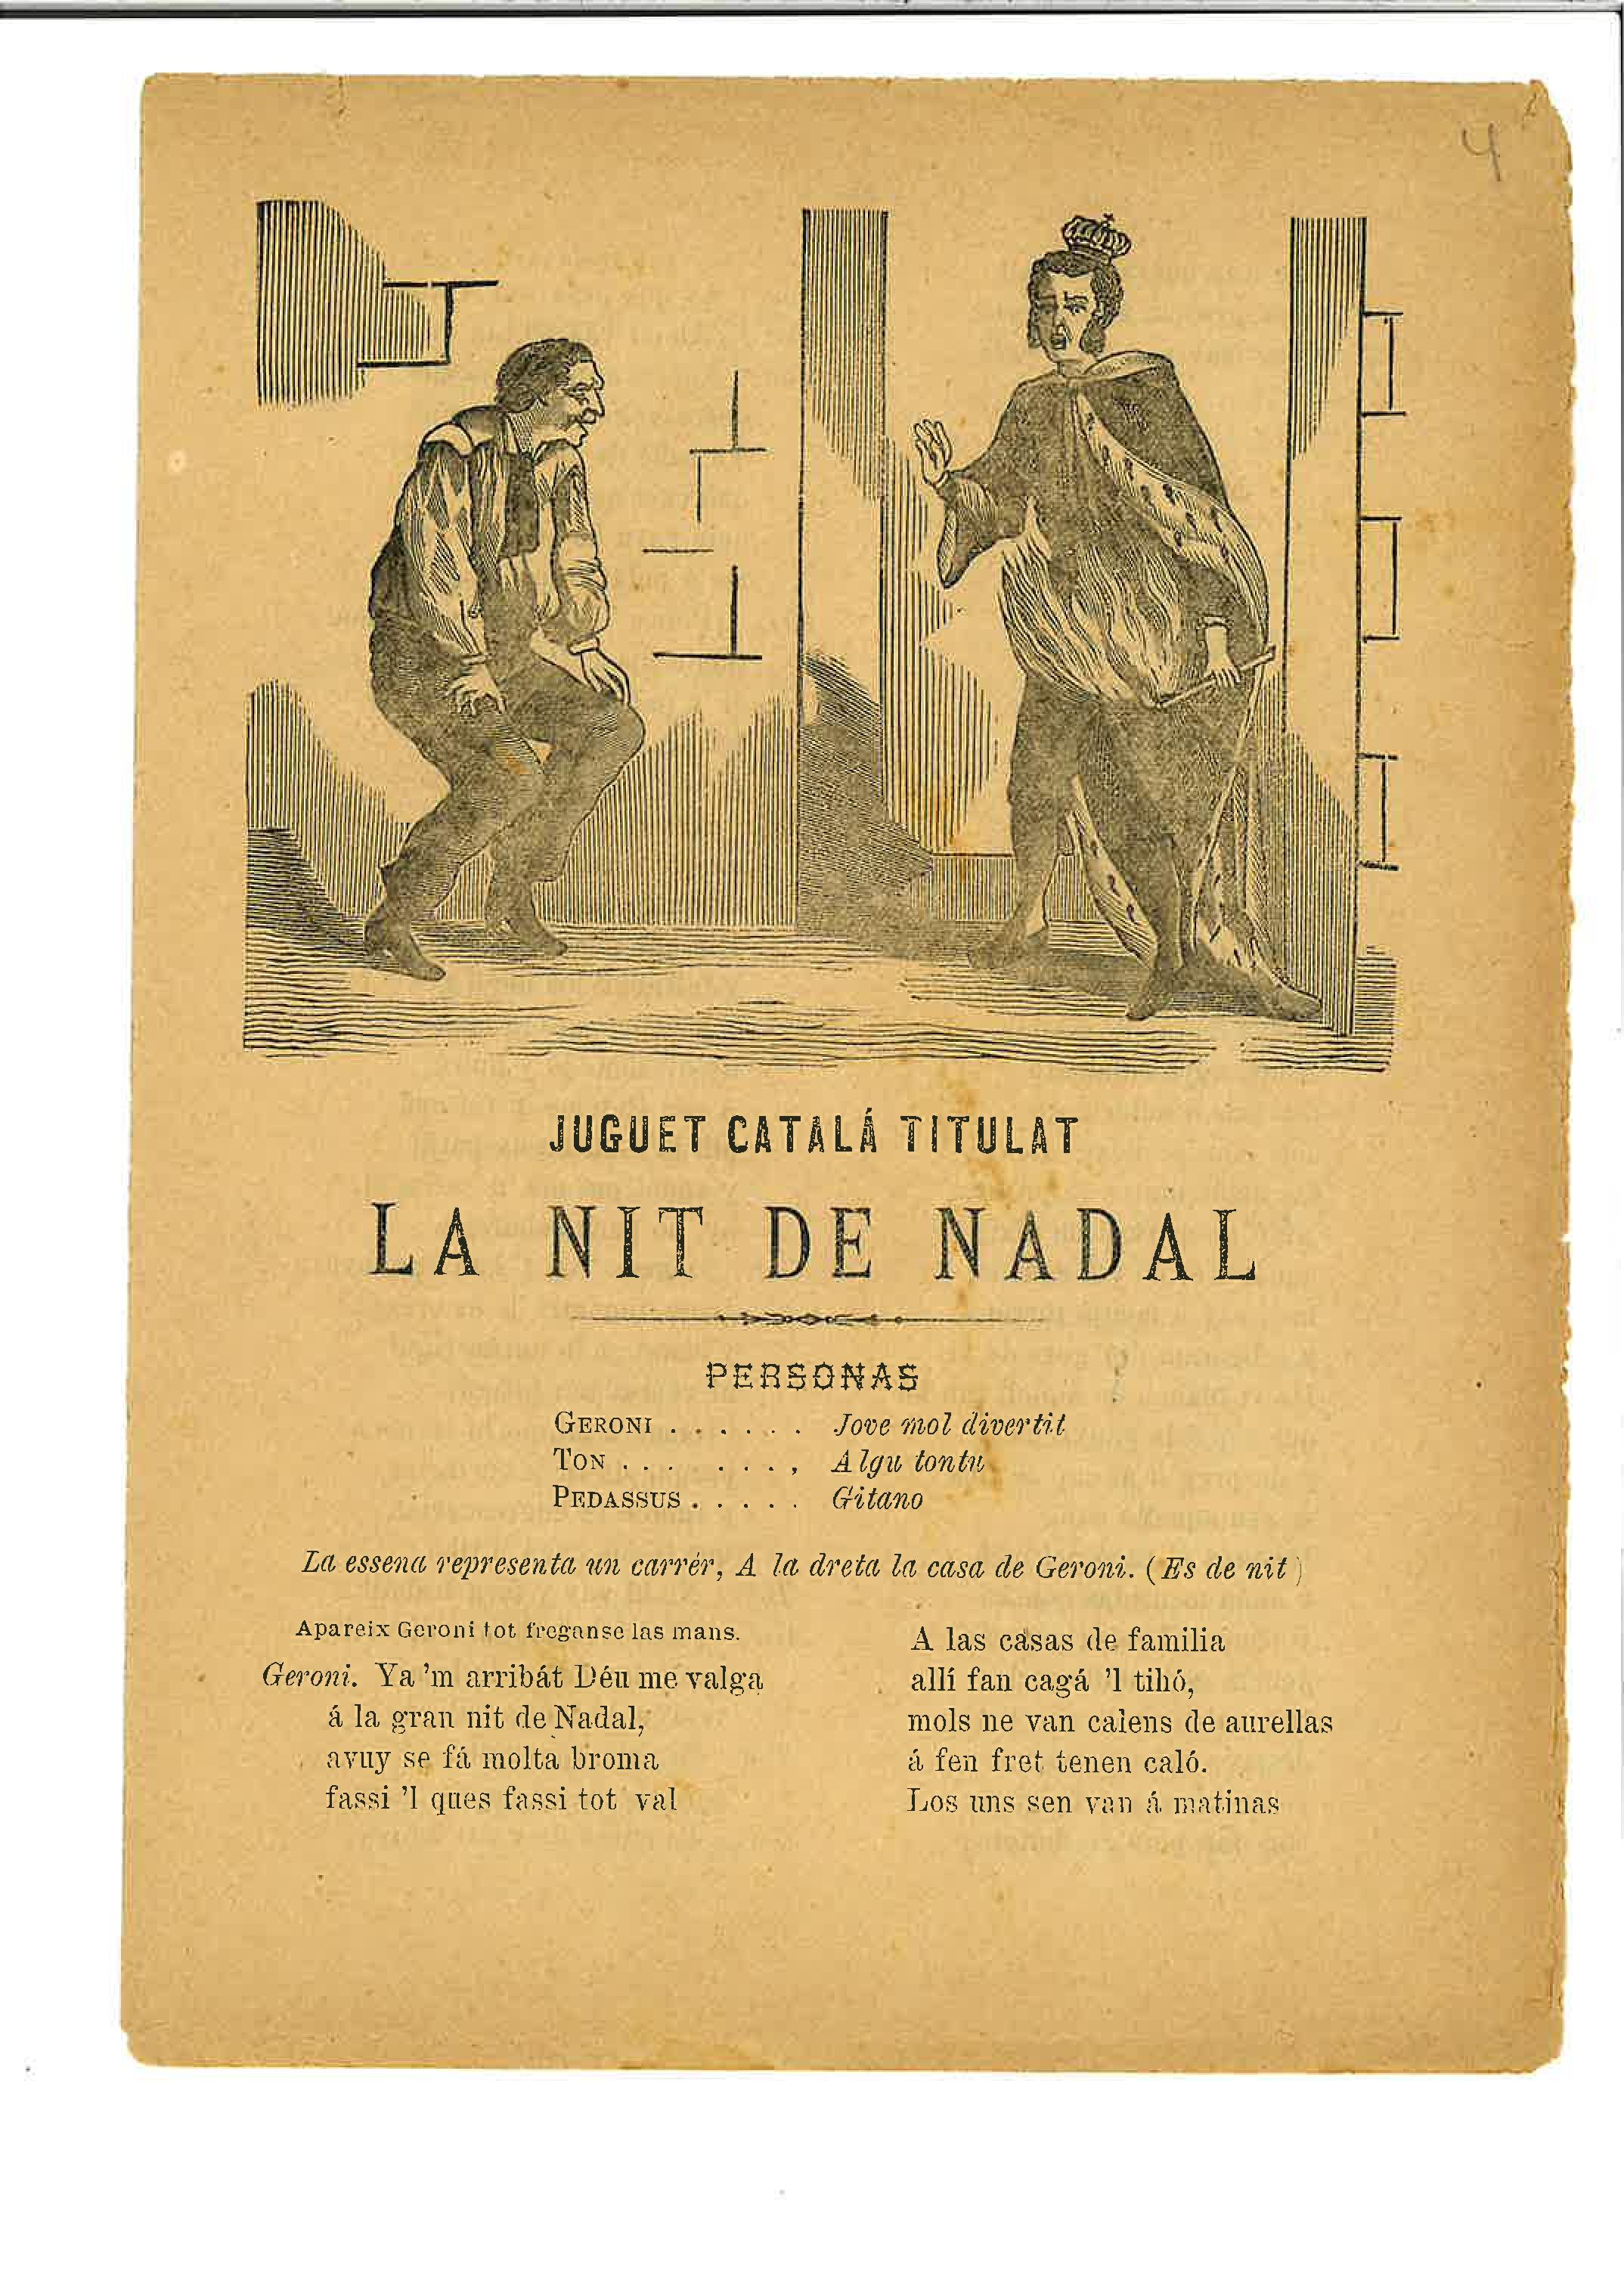 4
JUGUET CATALÁ TITULAT
LA NIT DE NADAL
PERSONAS
GERONI . . . . . . Jove mol divertit
TON . . . . . . . , Algu tontu
PEDASSUS . . . . . Gitano
La essena representa un carrér, A la dreta la casa de Geroni. (Es de nit)
Apareix Geroni tot freganse las mans.
Geroni. Ya 'm arribát Déu me valga
á la gran nit de Nadal,
avuy se fá molta broma
fassi 'l ques fassi tot val
A las casas de familia
allí fan cagá 'l tihó,
mols ne van calens de aurellas
á fen fret tenen caló.
Los uns sen van á matinas